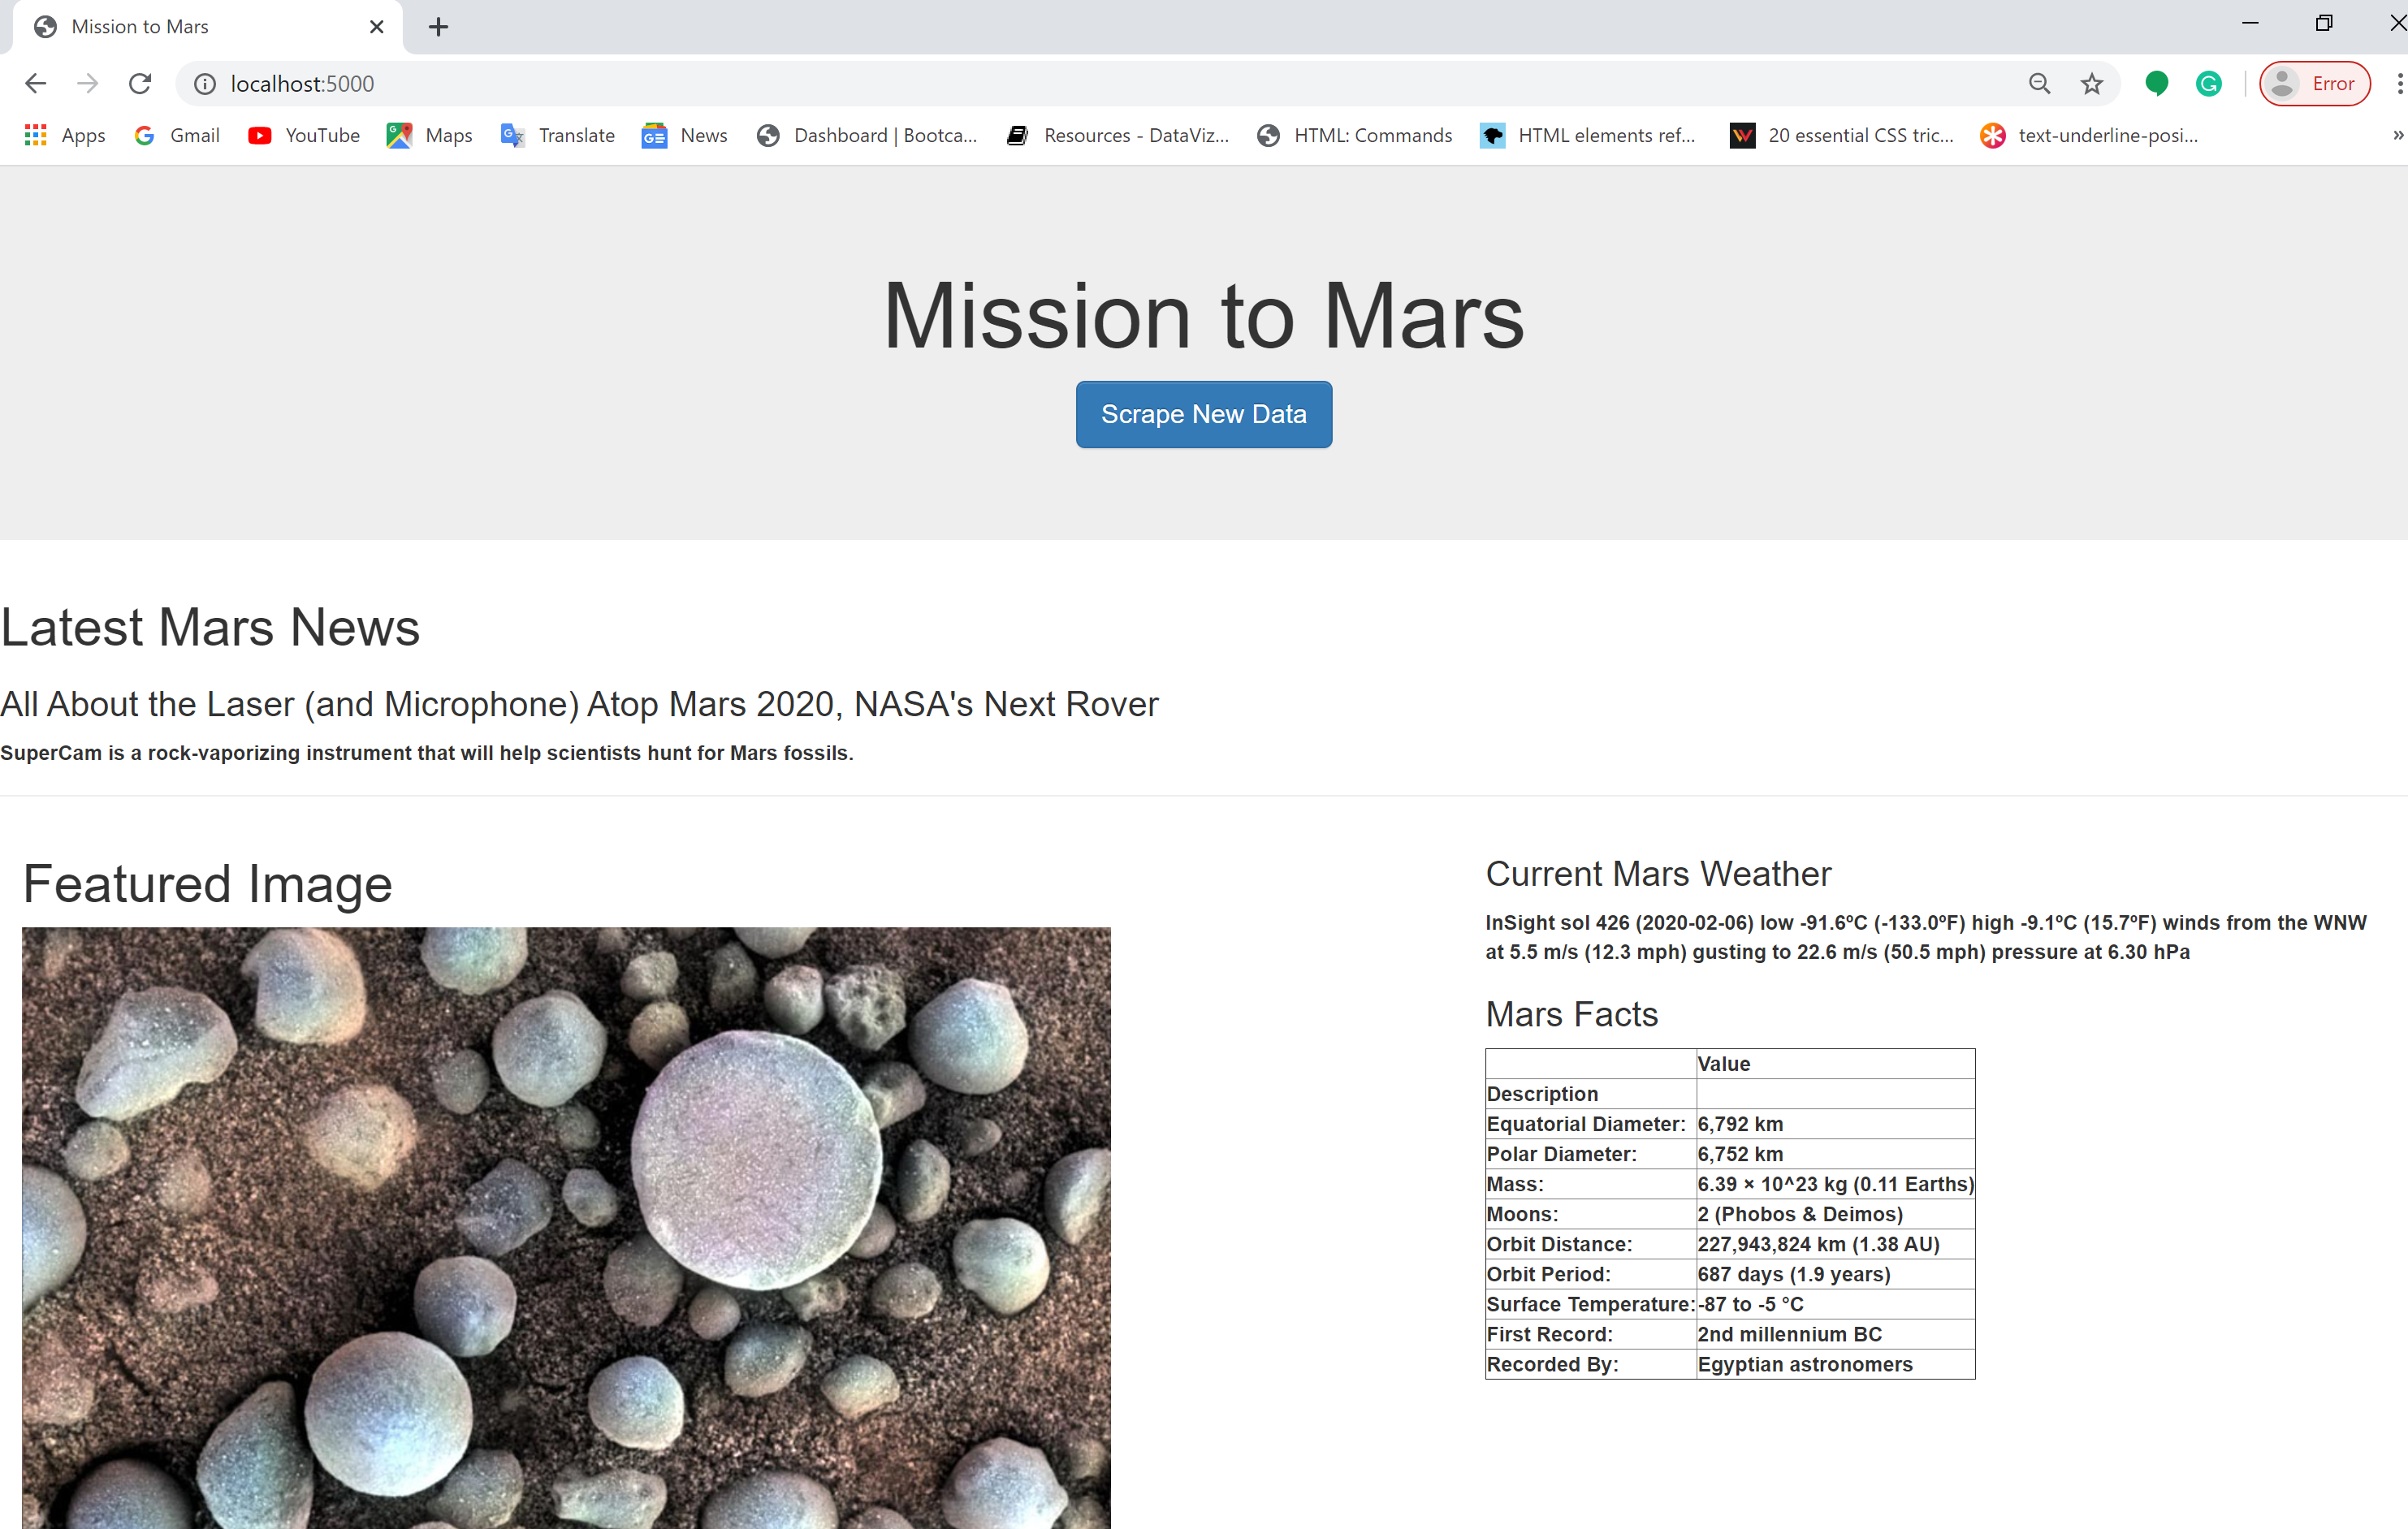 Mission to Mars
localhost:5000
Error
Apps Gmail YouTube Maps Translate News Dashboard | Bootca... Resources - DataViz... HTML: Commands HTML elements ref... 20 essential CSS tric... text-underline-posi... »
Mission to Mars
Scrape New Data
Latest Mars News
All About the Laser (and Microphone) Atop Mars 2020, NASA's Next Rover
SuperCam is a rock-vaporizing instrument that will help scientists hunt for Mars fossils.
Featured Image
Current Mars Weather
InSight sol 426 (2020-02-06) low -91.6ºC (-133.0ºF) high -9.1ºC (15.7ºF) winds from the WNW
at 5.5 m/s (12.3 mph) gusting to 22.6 m/s (50.5 mph) pressure at 6.30 hPa
Mars Facts
Value
Description
Equatorial Diameter: 6,792 km
Polar Diameter: 6,752 km
Mass: 6.39 × 10^23 kg (0.11 Earths)
Moons: 2 (Phobos & Deimos)
Orbit Distance: 227,943,824 km (1.38 AU)
Orbit Period: 687 days (1.9 years)
Surface Temperature: -87 to -5 °C
First Record: 2nd millennium BC
Recorded By: Egyptian astronomers